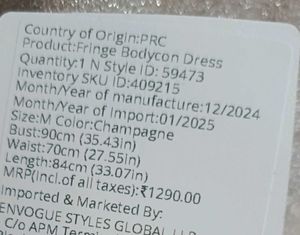 Country of Origin:PRC
Product:Fringe Bodycon Dress
Quantity:1 N Style ID: 59473
Inventory SKU ID:409215
Month/Year of manufacture:12/2024
Month/Year of Import:01/2025
Size:M Color:Champagne
Bust:90cm (35.43in)
Waist:70cm (27.55in)
Length:84cm (33.07in)
MRP(Incl.of all taxes):₹1290.00
Imported & Marketed By:
ENVOGUE STYLES GLOBAL LLP
C/o APM